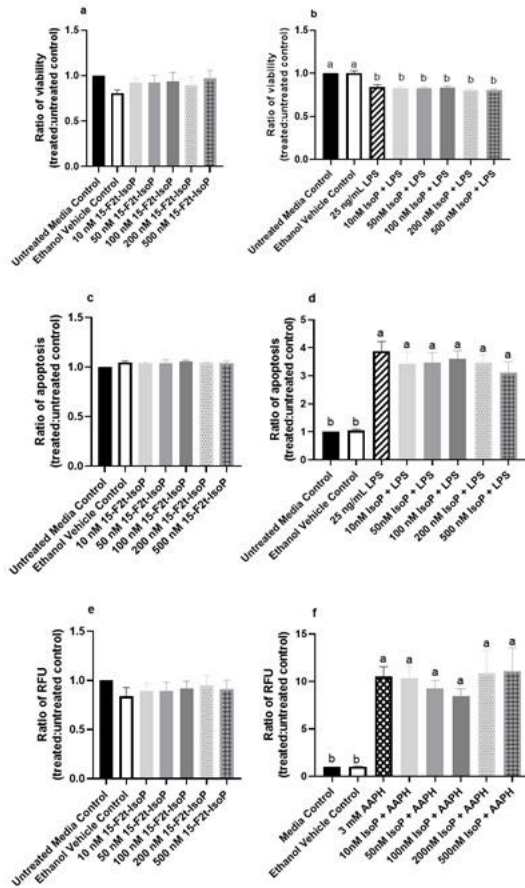 a
Ratio of viability
(treated:untreated control)
1.5
1.0
0.5
0.0
Untreated Media Control
Ethanol Vehicle Control
10 nM 15-F2t-IsoP
50 nM 15-F2t-IsoP
100 nM 15-F2t-IsoP
200 nM 15-F2t-IsoP
500 nM 15-F2t-IsoP
b
Ratio of viability
(treated:untreated control)
1.5
1.0
0.5
0.0
a a b b b b b b
Untreated Media Control
Ethanol Vehicle Control
25 ng/mL LPS
10nM IsoP + LPS
50nM IsoP + LPS
100 nM IsoP + LPS
200 nM IsoP + LPS
500 nM IsoP + LPS
c
Ratio of apoptosis
(treated:untreated control)
1.5
1.0
0.5
0.0
Untreated Media Control
Ethanol Vehicle Control
10 nM 15-F2t-IsoP
50 nM 15-F2t-IsoP
100 nM 15-F2t-IsoP
200 nM 15-F2t-IsoP
500 nM 15-F2t-IsoP
d
Ratio of apoptosis
(treated:untreated control)
5
4
3
2
1
0
b b a a a a a a
Untreated Media Control
Ethanol Vehicle Control
25 ng/mL LPS
10nM IsoP + LPS
50nM IsoP + LPS
100 nM IsoP + LPS
200 nM IsoP + LPS
500 nM IsoP + LPS
e
Ratio of RFU
(treated:untreated control)
1.5
1.0
0.5
0.0
Untreated Media Control
Ethanol Vehicle Control
10 nM 15-F2t-IsoP
50 nM 15-F2t-IsoP
100 nM 15-F2t-IsoP
200 nM 15-F2t-IsoP
500 nM 15-F2t-IsoP
f
Ratio of RFU
(treated:untreated control)
15
10
5
0
b b a a a a a a
Media Control
Ethanol Vehicle Control
3 mM AAPH
10nM IsoP + AAPH
50nM IsoP + AAPH
100nM IsoP + AAPH
200nM IsoP + AAPH
500nM IsoP + AAPH